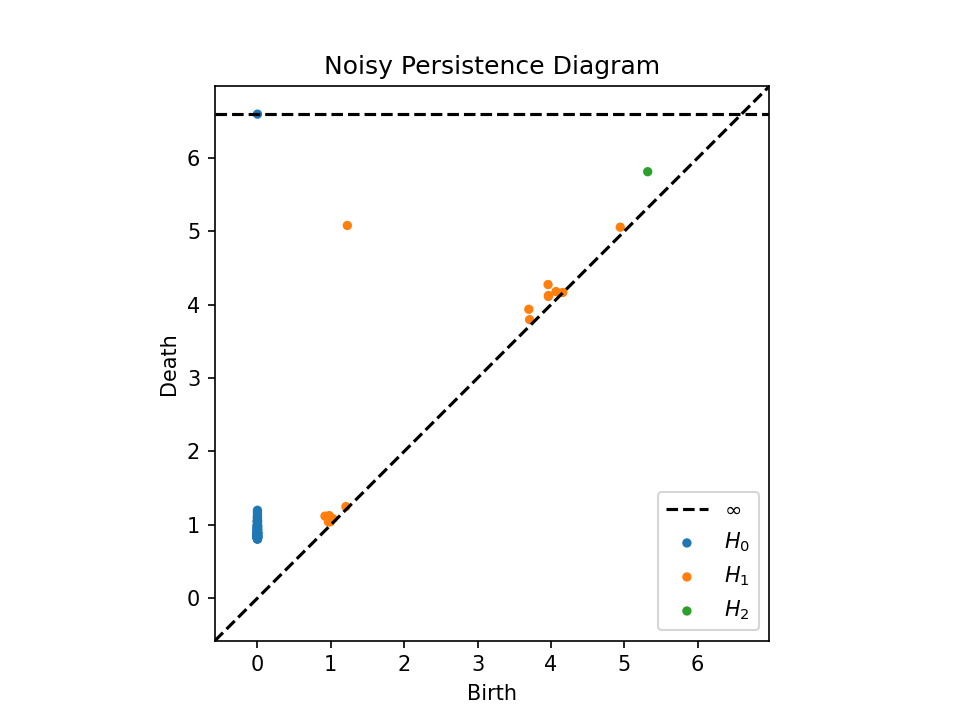 Noisy Persistence Diagram
Death
6
5
4
3
2
1
0
0 1 2 3 4 5 6
Birth
∞
H₀
H₁
H₂